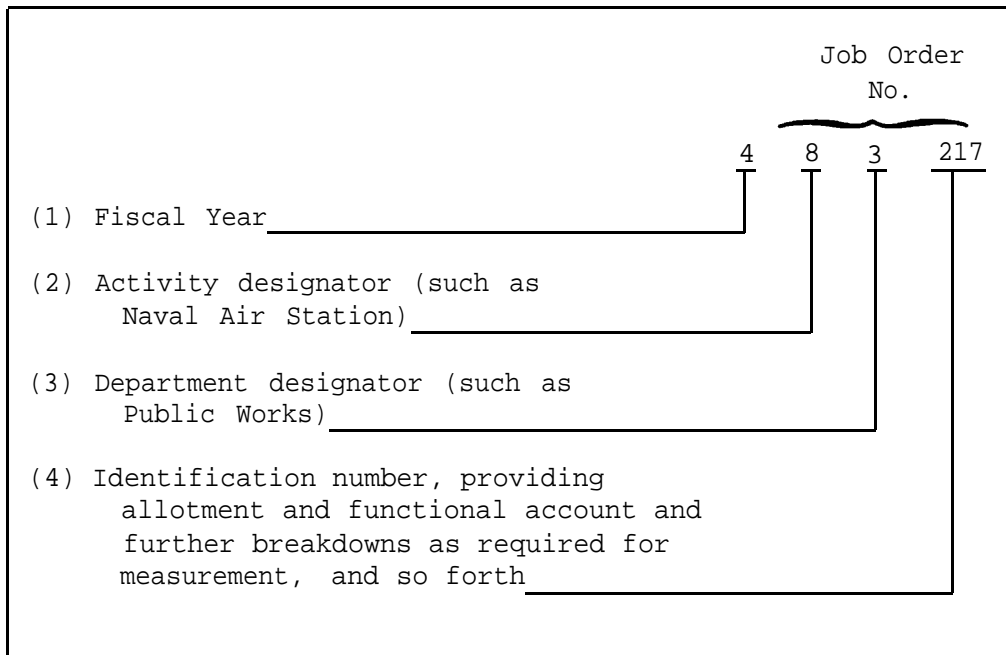 Job Order
No.
4 8 3 217
(1) Fiscal Year
(2) Activity designator (such as
Naval Air Station)
(3) Department designator (such as
Public Works)
(4) Identification number, providing
allotment and functional account and
further breakdowns as required for
measurement, and so forth